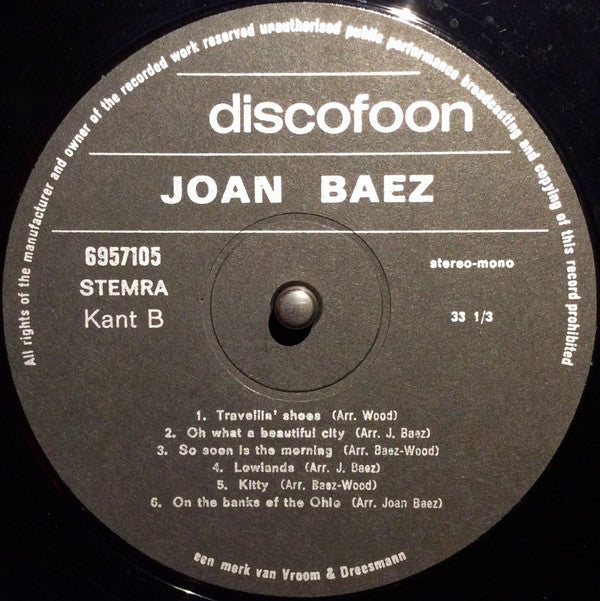 All rights of the manufacturer and owner of the recorded work reserved unauthorised public performance broadcasting and copying of this record prohibited
discofoon
JOAN BAEZ
6957105
stereo-mono
STEMRA
Kant B
33 1/3
1. Travellin' shoes (Arr. Wood)
2. Oh what a beautiful city (Arr. J. Baez)
3. So soon is the morning (Arr. Baez-Wood)
4. Lowlands (Arr. J. Baez)
5. Kitty (Arr. Baez-Wood)
6. On the banks of the Ohio (Arr. Joan Baez)
een merk van Vroom & Dreesmann